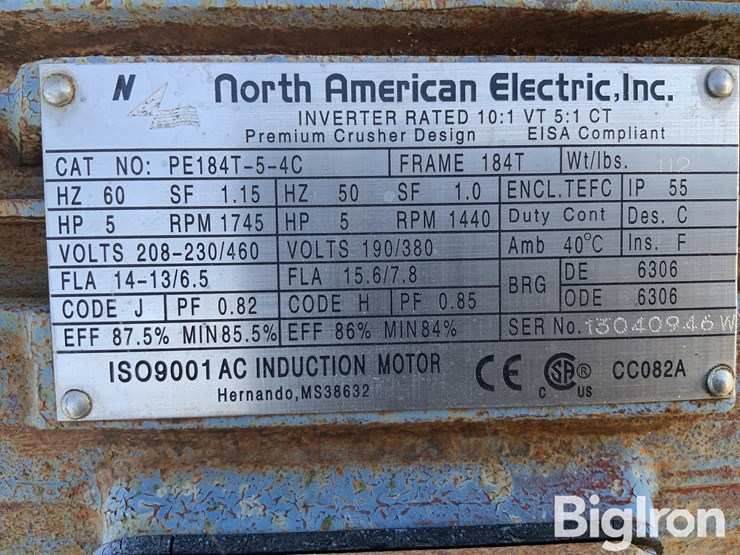 N North American Electric, Inc.
INVERTER RATED 10:1 VT 5:1 CT
Premium Crusher Design EISA Compliant
CAT NO: PE184T-5-4C FRAME 184T Wt/lbs. 112
HZ 60 SF 1.15 HZ 50 SF 1.0 ENCL.TEFC IP 55
HP 5 RPM 1745 HP 5 RPM 1440 Duty Cont Des. C
VOLTS 208-230/460 VOLTS 190/380 Amb 40°C Ins. F
FLA 14-13/6.5 FLA 15.6/7.8 BRG DE 6306
CODE J PF 0.82 CODE H PF 0.85 ODE 6306
EFF 87.5% MIN85.5% EFF 86% MIN84% SER No. 13040946W
ISO9001 AC INDUCTION MOTOR CE C SA® US CC082A
Hernando,MS38632
BigIron